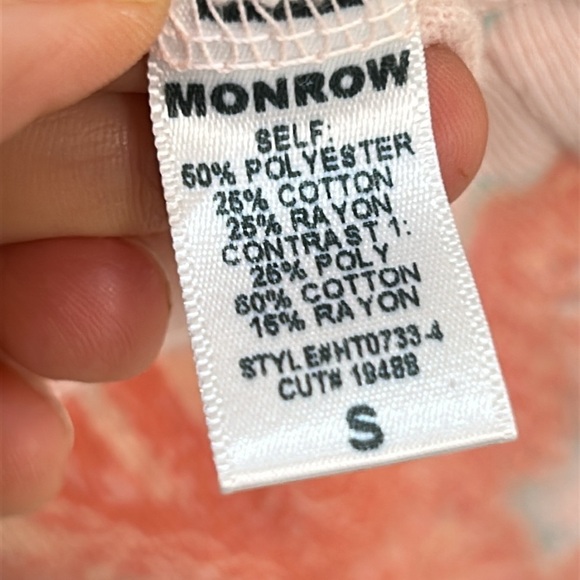 MONROW
SELF:
50% POLYESTER
25% COTTON
25% RAYON
CONTRAST 1:
25% POLY
60% COTTON
15% RAYON
STYLE#HT0733-4
CUT# 19488
S